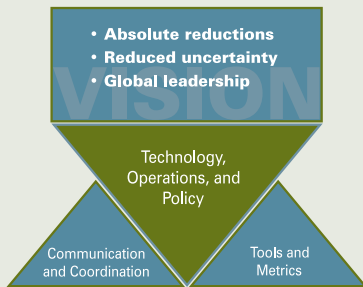 VISION
• Absolute reductions
• Reduced uncertainty
• Global leadership
Technology,
Operations, and
Policy
Communication
and Coordination
Tools and
Metrics